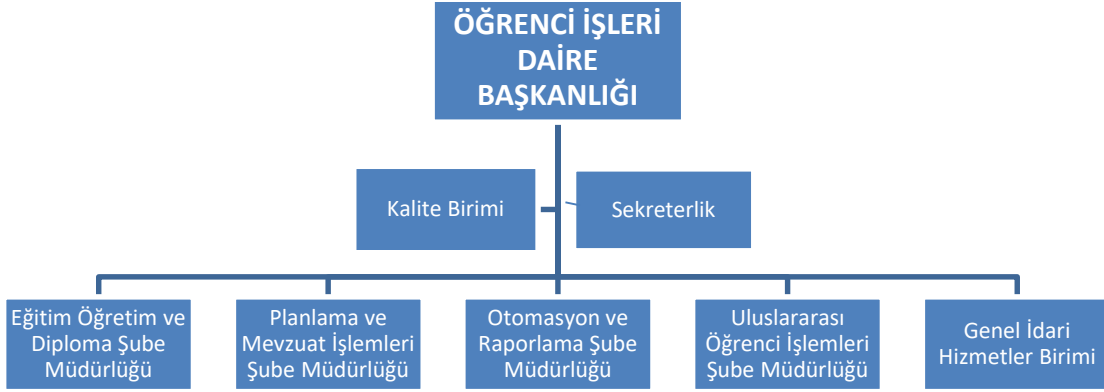 ÖĞRENCİ İŞLERİ
DAİRE
BAŞKANLIĞI
Kalite Birimi
Sekreterlik
Eğitim Öğretim ve
Diploma Şube
Müdürlüğü
Planlama ve
Mevzuat İşlemleri
Şube Müdürlüğü
Otomasyon ve
Raporlama Şube
Müdürlüğü
Uluslararası
Öğrenci İşlemleri
Şube Müdürlüğü
Genel İdari
Hizmetler Birimi